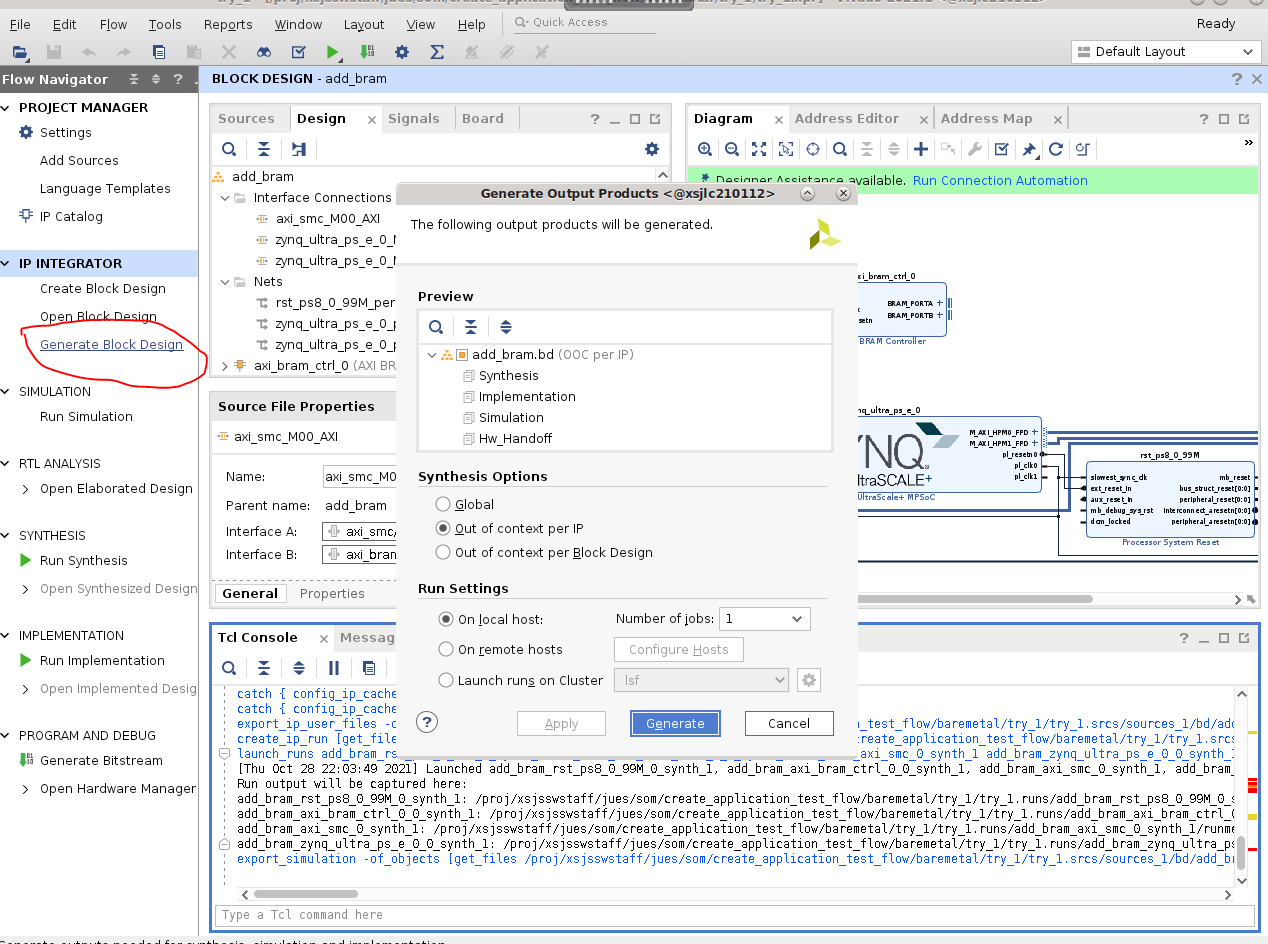 File Edit Flow Tools Reports Window Layout View Help Quick Access Ready
Default Layout
Flow Navigator
BLOCK DESIGN - add_bram
PROJECT MANAGER
Settings
Add Sources
Language Templates
IP Catalog
IP INTEGRATOR
Create Block Design
Open Block Design
Generate Block Design
SIMULATION
Run Simulation
RTL ANALYSIS
Open Elaborated Design
SYNTHESIS
Run Synthesis
Open Synthesized Design
IMPLEMENTATION
Run Implementation
Open Implemented Desig
PROGRAM AND DEBUG
Generate Bitstream
Open Hardware Manager
Sources Design Signals Board
add_bram
Interface Connections
axi_smc_M00_AXI
zynq_ultra_ps_e_0_M
zynq_ultra_ps_e_0_M
Nets
rst_ps8_0_99M_per
zynq_ultra_ps_e_0_p
zynq_ultra_ps_e_0_p
axi_bram_ctrl_0 (AXI BR
Source File Properties
axi_smc_M00_AXI
Name: axi_smc_M0
Parent name: add_bram
Interface A: axi_smc/
Interface B: axi_bran
General Properties
Diagram Address Editor Address Map
Designer Assistance available. Run Connection Automation
xi_bram_ctrl_0
BRAM_PORTA
BRAM_PORTB
setn
BRAM Controller
nq_ultra_ps_e_0
M_AXI_HPM0_FPD
M_AXI_HPM1_FPD
pl_resetn0
pl_clk0
pl_clk1
YNQ
UltraSCALE+
UltraScale+ MPSoC
rst_ps8_0_99M
slowest_sync_clk mb_reset
ext_reset_in bus_struct_reset[0:0]
aux_reset_in peripheral_reset[0:0]
mb_debug_sys_rst interconnect_aresetn[0:0]
dcm_locked peripheral_aresetn[0:0]
Processor System Reset
Generate Output Products <@xsjlc210112>
The following output products will be generated.
Preview
add_bram.bd (OOC per IP)
Synthesis
Implementation
Simulation
Hw_Handoff
Synthesis Options
Global
Out of context per IP
Out of context per Block Design
Run Settings
On local host: Number of jobs: 1
On remote hosts Configure Hosts
Launch runs on Cluster lsf
? Apply Generate Cancel
Tcl Console Messag
catch { config_ip_cache
catch { config_ip_cache
export_ip_user_files -o n_test_flow/baremetal/try_1/try_1.srcs/sources_1/bd/add
create_ip_run [get_file create_application_test_flow/baremetal/try_1/try_1.srcs
launch_runs add_bram_rs axi_smc_0_synth_1 add_bram_zynq_ultra_ps_e_0_0_synth_1
[Thu Oct 28 22:03:49 2021] Launched add_bram_rst_ps8_0_99M_0_synth_1, add_bram_axi_bram_ctrl_0_0_synth_1, add_bram_axi_smc_0_synth_1, add_bram_
Run output will be captured here:
add_bram_rst_ps8_0_99M_0_synth_1: /proj/xsjsswstaff/jues/som/create_application_test_flow/baremetal/try_1/try_1.runs/add_bram_rst_ps8_0_99M_0_s
add_bram_axi_bram_ctrl_0_0_synth_1: /proj/xsjsswstaff/jues/som/create_application_test_flow/baremetal/try_1/try_1.runs/add_bram_axi_bram_ctrl_0
add_bram_axi_smc_0_synth_1: /proj/xsjsswstaff/jues/som/create_application_test_flow/baremetal/try_1/try_1.runs/add_bram_axi_smc_0_synth_1/runme
add_bram_zynq_ultra_ps_e_0_0_synth_1: /proj/xsjsswstaff/jues/som/create_application_test_flow/baremetal/try_1/try_1.runs/add_bram_zynq_ultra_ps
export_simulation -of_objects [get_files /proj/xsjsswstaff/jues/som/create_application_test_flow/baremetal/try_1/try_1.srcs/sources_1/bd/add_br
Type a Tcl command here